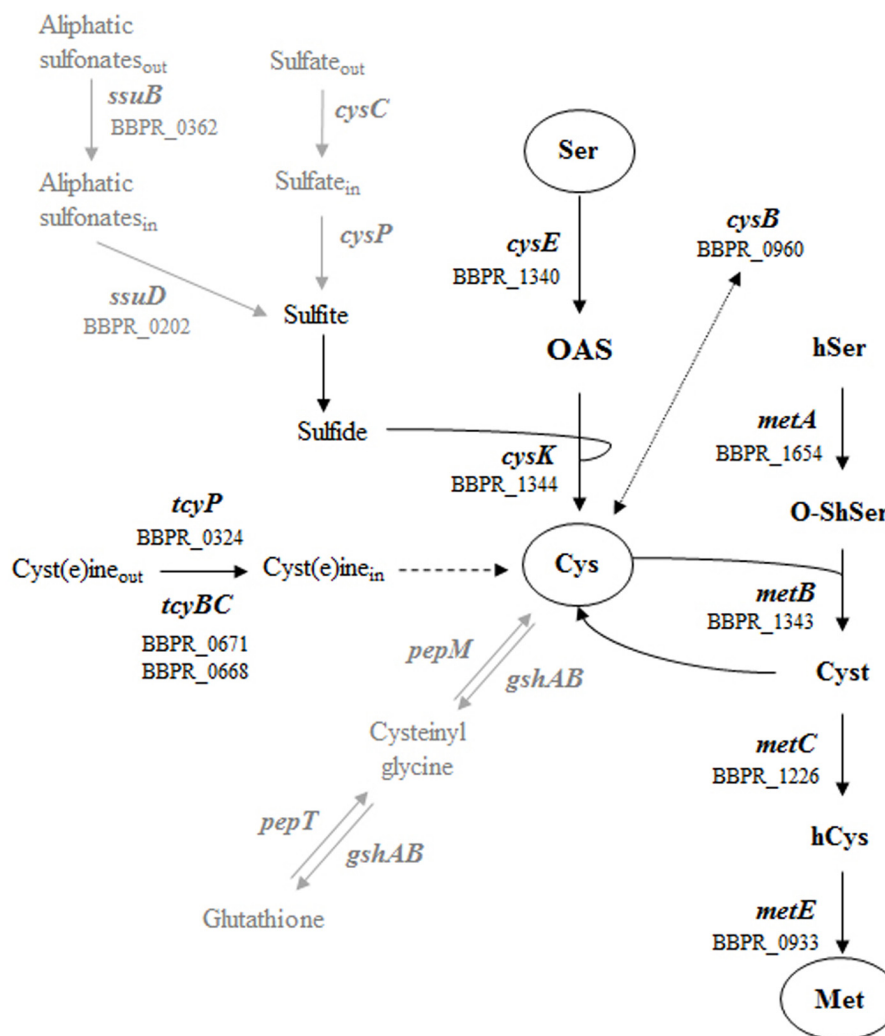 Aliphatic
sulfonatesout
ssuB
BBPR_0362
Aliphatic
sulfonatesin
ssuD
BBPR_0202
Sulfateout
cysC
Sulfatein
cysP
Sulfite
Sulfide
Ser
cysE
BBPR_1340
OAS
cysK
BBPR_1344
cysB
BBPR_0960
hSer
metA
BBPR_1654
O-ShSer
tcyP
BBPR_0324
Cyst(e)ineout
Cyst(e)inein
tcyBC
BBPR_0671
BBPR_0668
Cys
metB
BBPR_1343
Cyst
pepM
gshAB
Cysteinyl
glycine
metC
BBPR_1226
pepT
gshAB
hCys
Glutathione
metE
BBPR_0933
Met